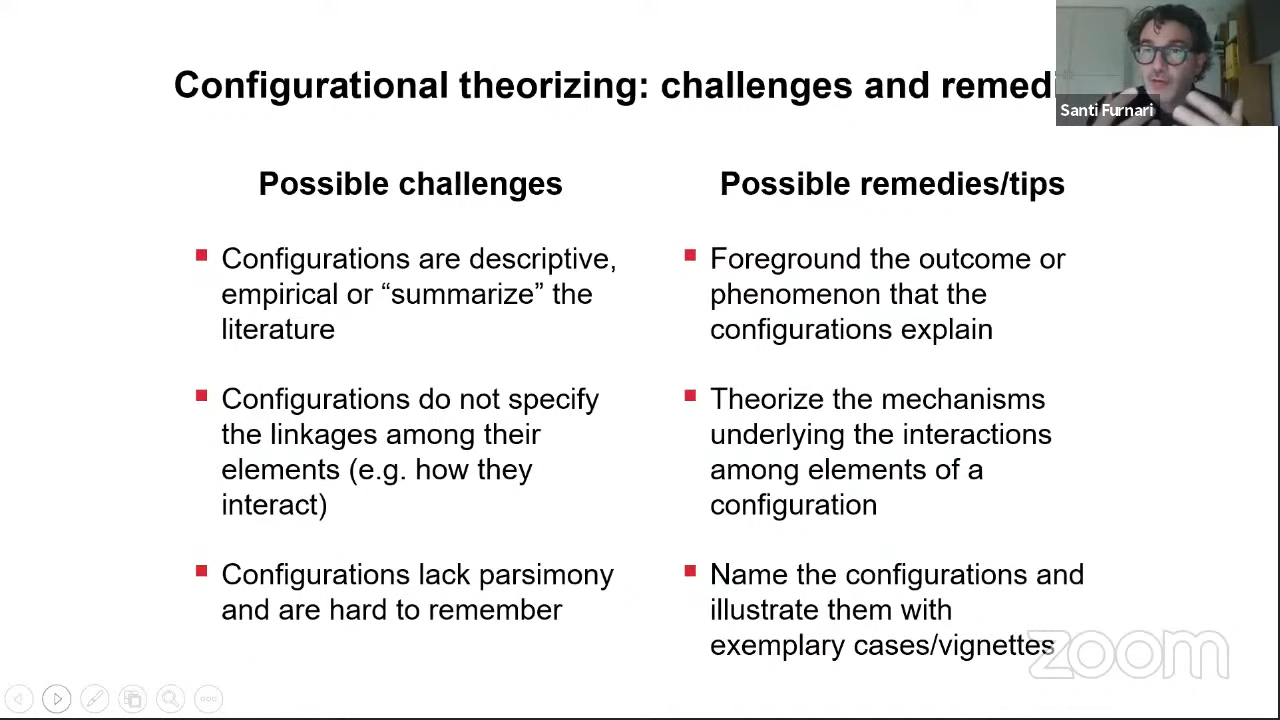 Configurational theorizing: challenges and remedi
Santi Furnari
Possible challenges
Configurations are descriptive,
empirical or “summarize” the
literature
Configurations do not specify
the linkages among their
elements (e.g. how they
interact)
Configurations lack parsimony
and are hard to remember
Possible remedies/tips
Foreground the outcome or
phenomenon that the
configurations explain
Theorize the mechanisms
underlying the interactions
among elements of a
configuration
Name the configurations and
illustrate them with
exemplary cases/vignettes
zoom